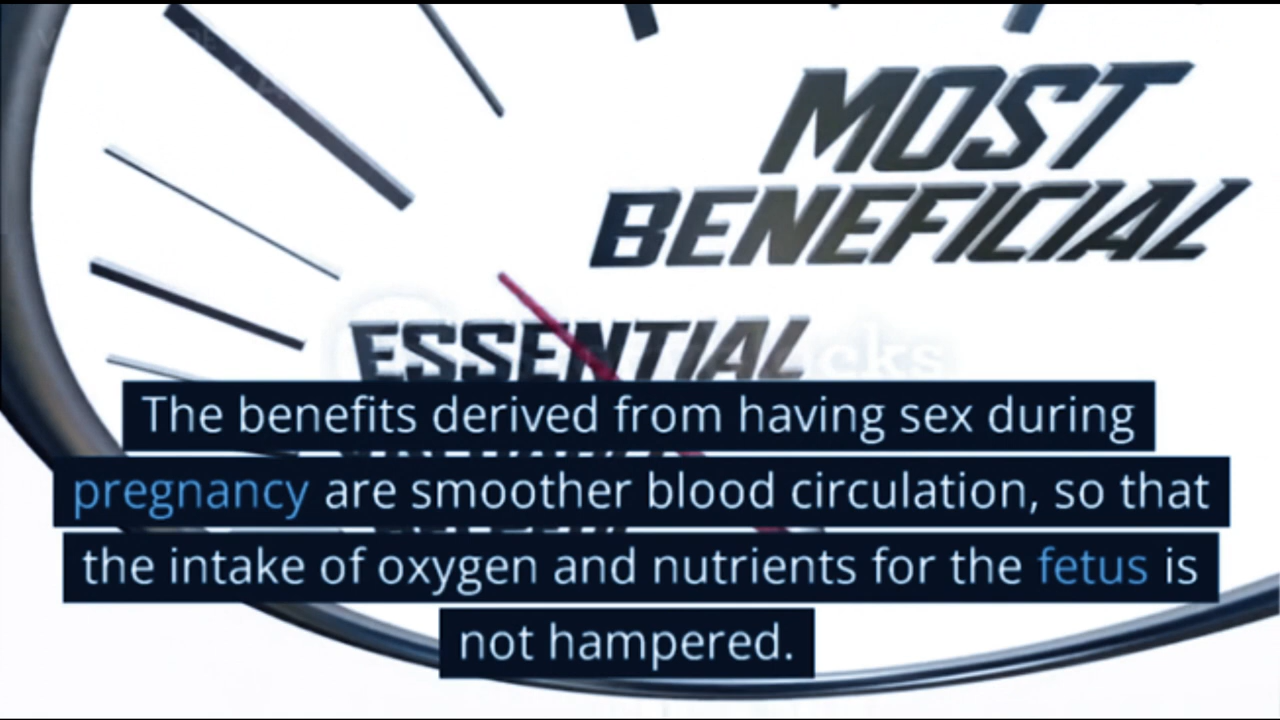 MOST
BENEFICIAL
ESSENTIAL
The benefits derived from having sex during
pregnancy are smoother blood circulation, so that
the intake of oxygen and nutrients for the fetus is
not hampered.